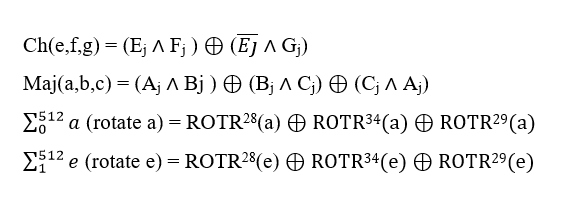 Ch(e,f,g) = (Eⱼ ∧ Fⱼ ) ⊕ (E̅j̅ ∧ Gⱼ)
Maj(a,b,c) = (Aⱼ ∧ Bj ) ⊕ (Bⱼ ∧ Cⱼ) ⊕ (Cⱼ ∧ Aⱼ)
∑₀⁵¹² a (rotate a) = ROTR²⁸(a) ⊕ ROTR³⁴(a) ⊕ ROTR²⁹(a)
∑₁⁵¹² e (rotate e) = ROTR²⁸(e) ⊕ ROTR³⁴(e) ⊕ ROTR²⁹(e)